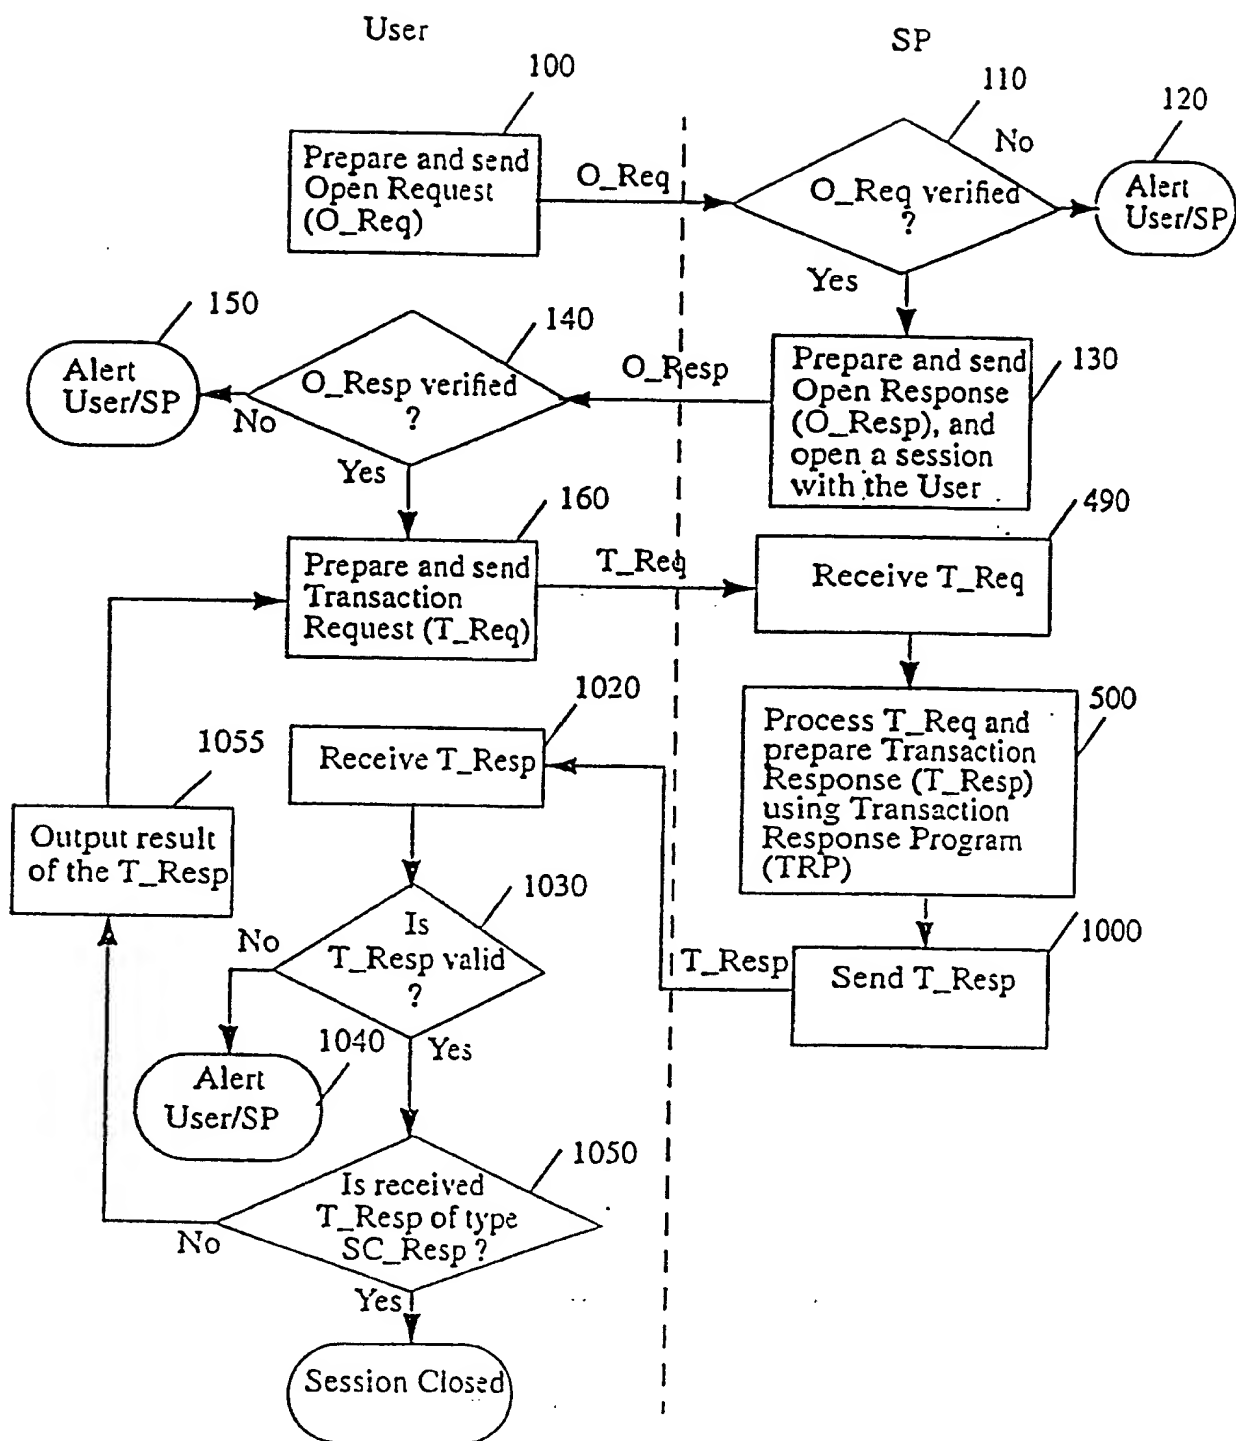 User
SP
100
110
120
Prepare and send
Open Request
(O_Req)
O_Req
O_Req verified
?
No
Alert
User/SP
Yes
150
140
Alert
User/SP
No
O_Resp verified
?
O_Resp
Prepare and send
Open Response
(O_Resp), and
open a session
with the User
130
Yes
160
490
Prepare and send
Transaction
Request (T_Req)
T_Req
Receive T_Req
1020
500
1055
Receive T_Resp
Process T_Req and
prepare Transaction
Response (T_Resp)
using Transaction
Response Program
(TRP)
Output result
of the T_Resp
1030
No
Is
T_Resp valid
?
T_Resp
1000
Send T_Resp
1040
Yes
Alert
User/SP
1050
Is received
T_Resp of type
SC_Resp ?
No
Yes
Session Closed